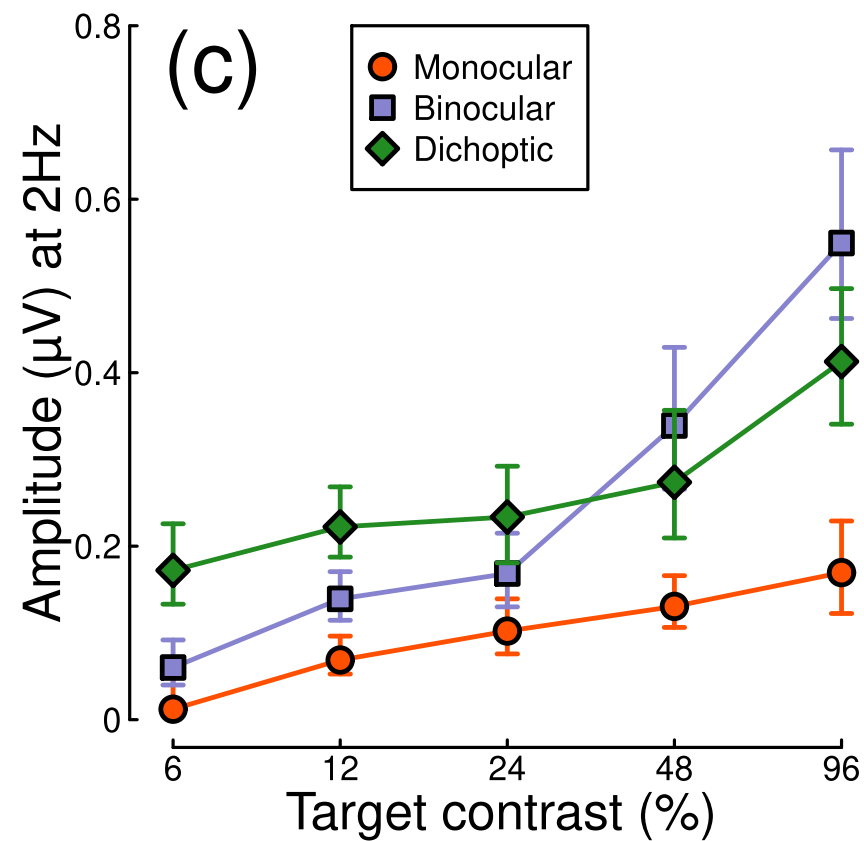 (c)
Monocular
Binocular
Dichoptic
Amplitude (µV) at 2Hz
0.8
0.6
0.4
0.2
0
6 12 24 48 96
Target contrast (%)